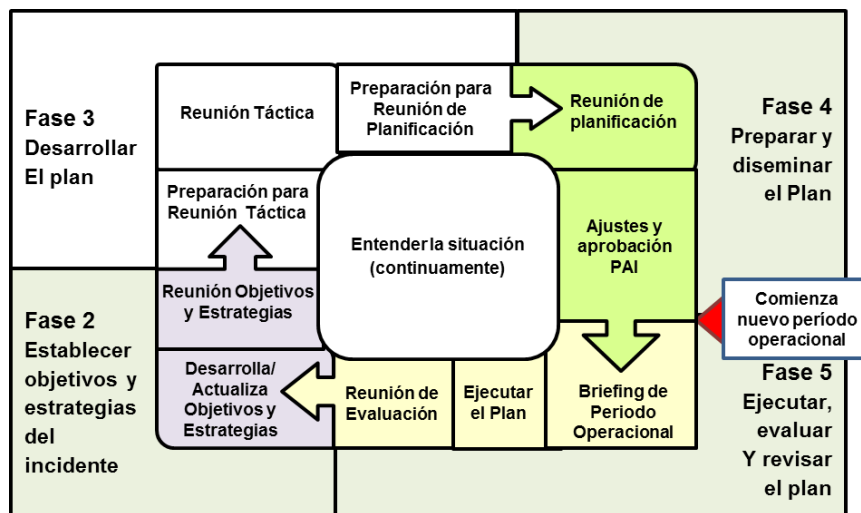 Fase 3
Desarrollar
El plan
Reunión Táctica
Preparación para
Reunión de
Planificación
Reunión de
planificación
Fase 4
Preparar y
diseminar
el Plan
Preparación para
Reunión Táctica
Entender la situación
(continuamente)
Ajustes y
aprobación
PAI
Comienza
nuevo período
operacional
Reunión Objetivos
y Estrategias
Fase 2
Establecer
objetivos y
estrategias
del
incidente
Desarrolla/
Actualiza
Objetivos y
Estrategias
Reunión de
Evaluación
Ejecutar
el Plan
Briefing de
Periodo
Operacional
Fase 5
Ejecutar,
evaluar
Y revisar
el plan